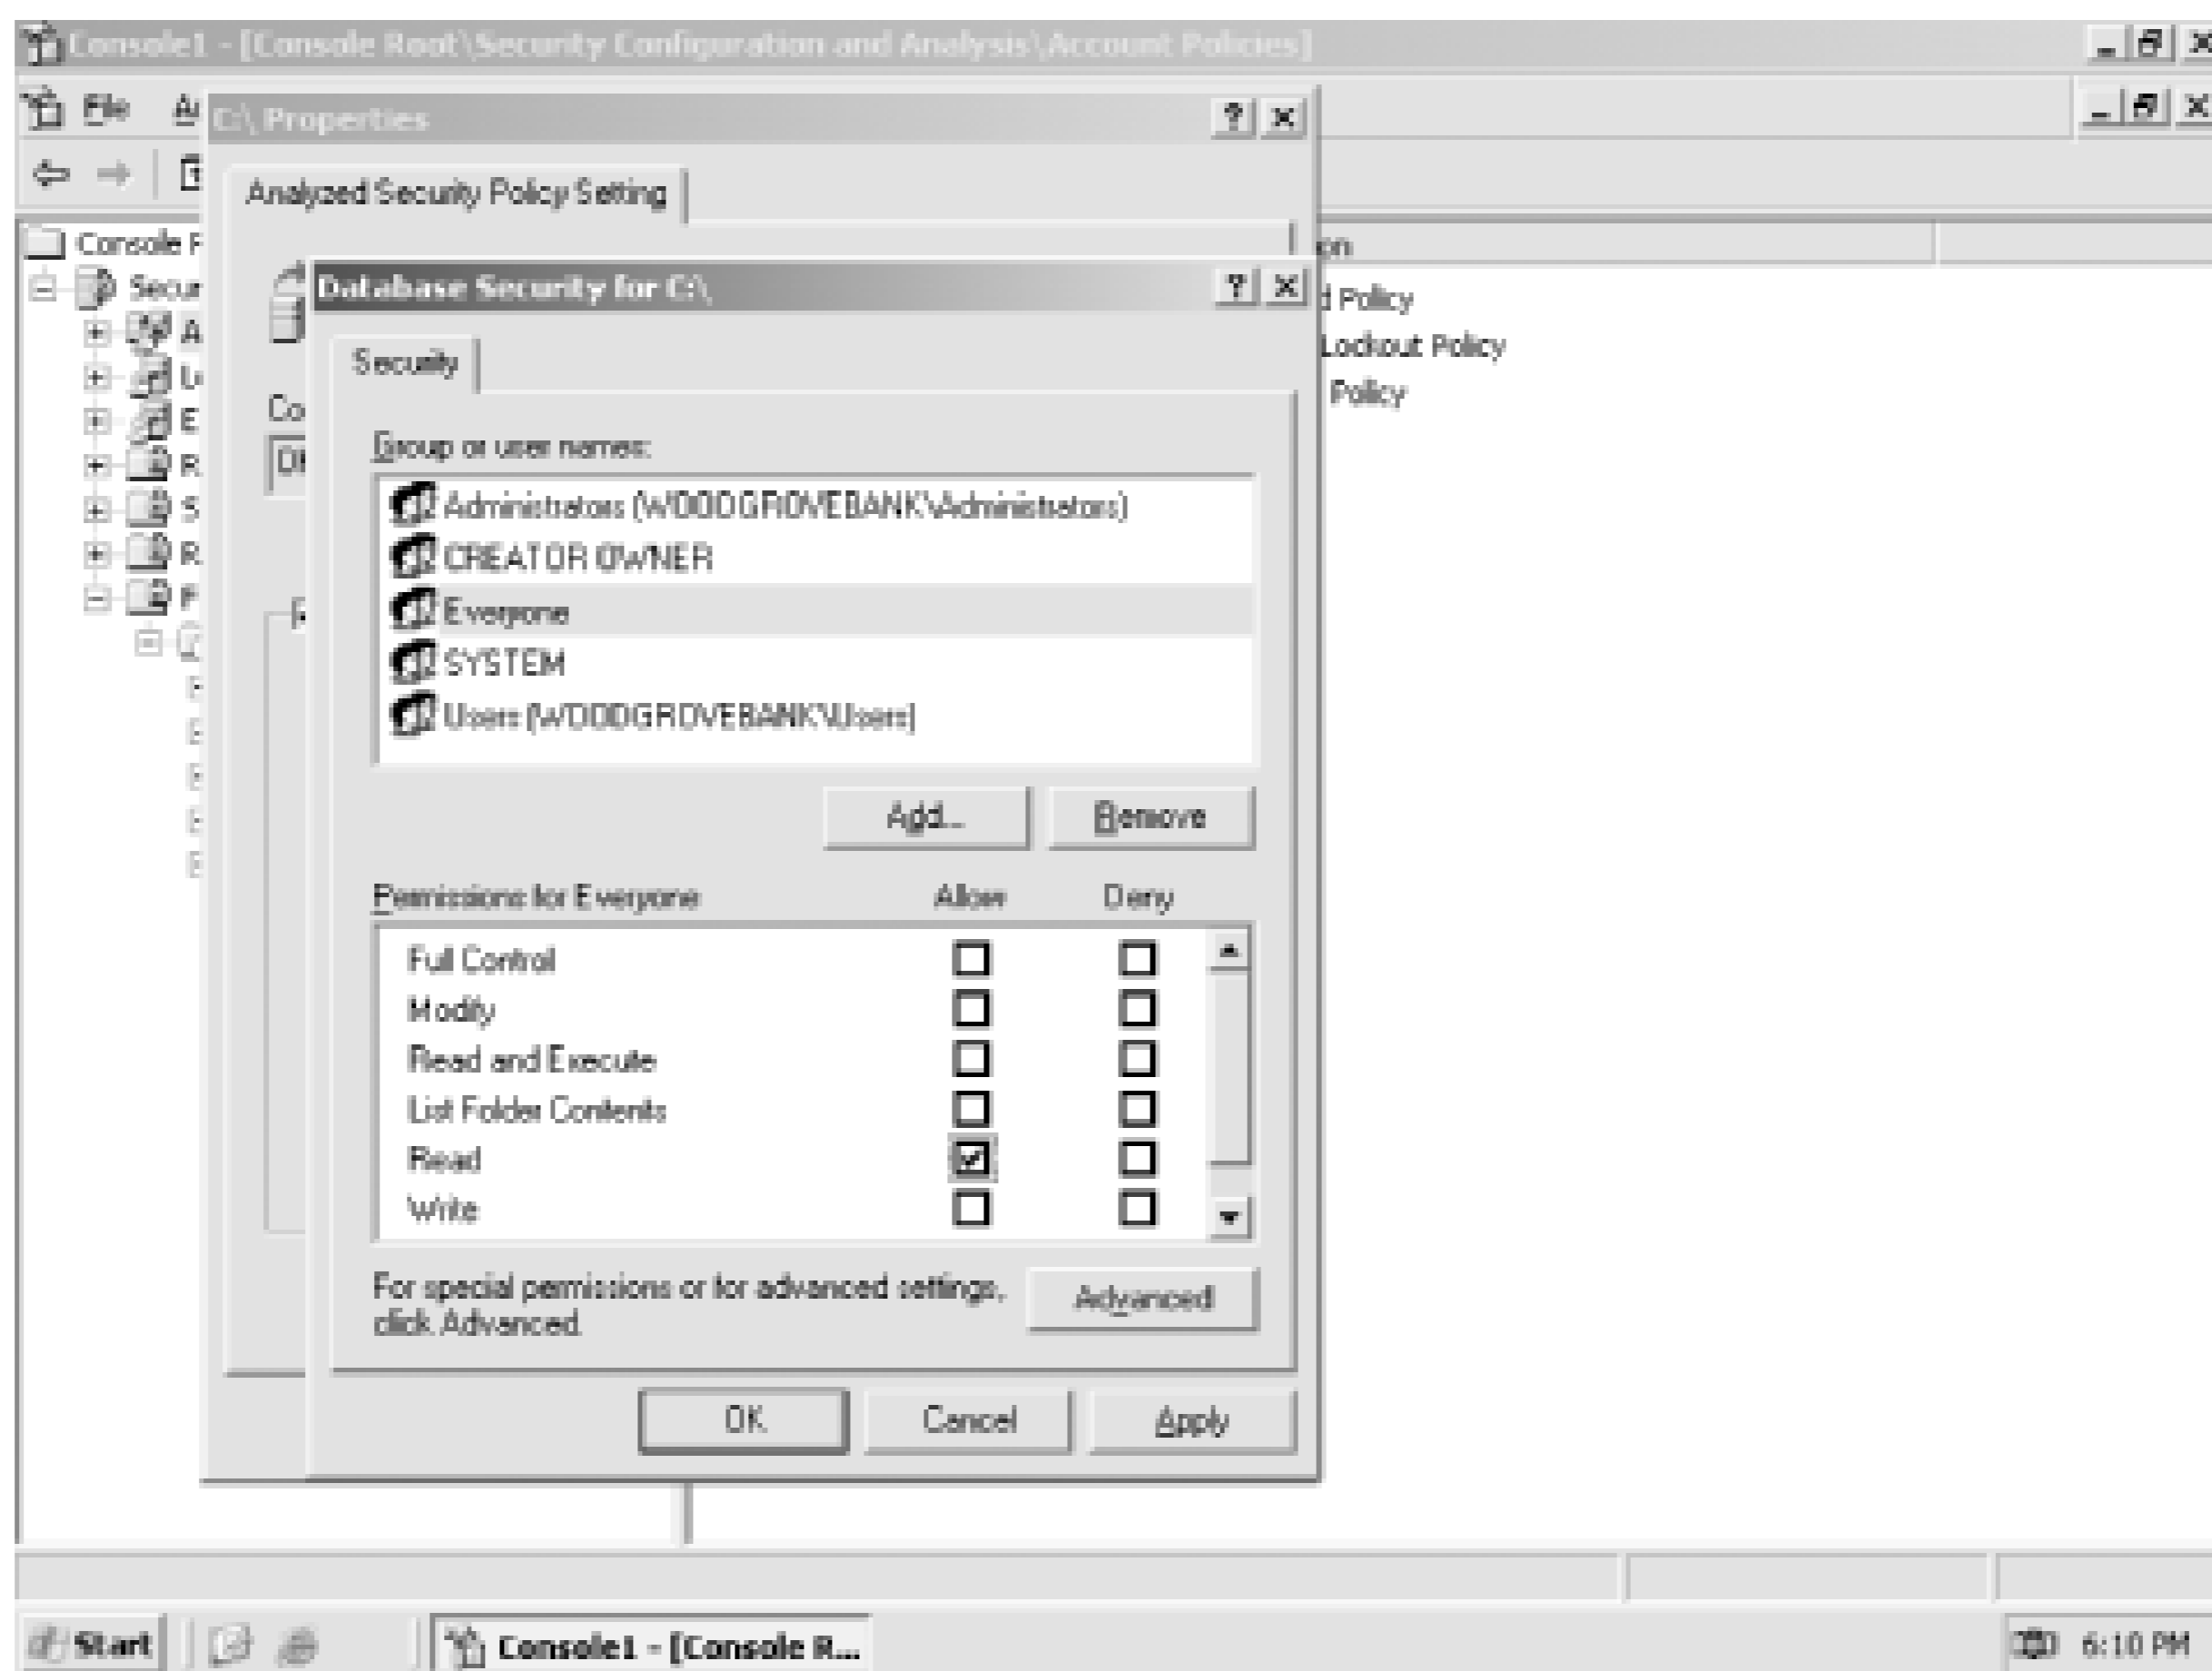 Console1 - [Console Root\Security Configuration and Analysis\Account Policies]
File
C:\ Properties
Analyzed Security Policy Setting
Console
Database Security for C:\
Policy
Lockout Policy
Policy
Security
Group or user names:
Administrators (WOODGROVEBANK\Administrators)
CREATOR OWNER
Everyone
SYSTEM
Users (WOODGROVEBANK\Users)
Add... Remove
Permissions for Everyone Allow Deny
Full Control
Modify
Read and Execute
List Folder Contents
Read
Write
For special permissions or for advanced settings, Advanced
click Advanced.
OK Cancel Apply
Start Console1 - [Console R... 6:10 PM